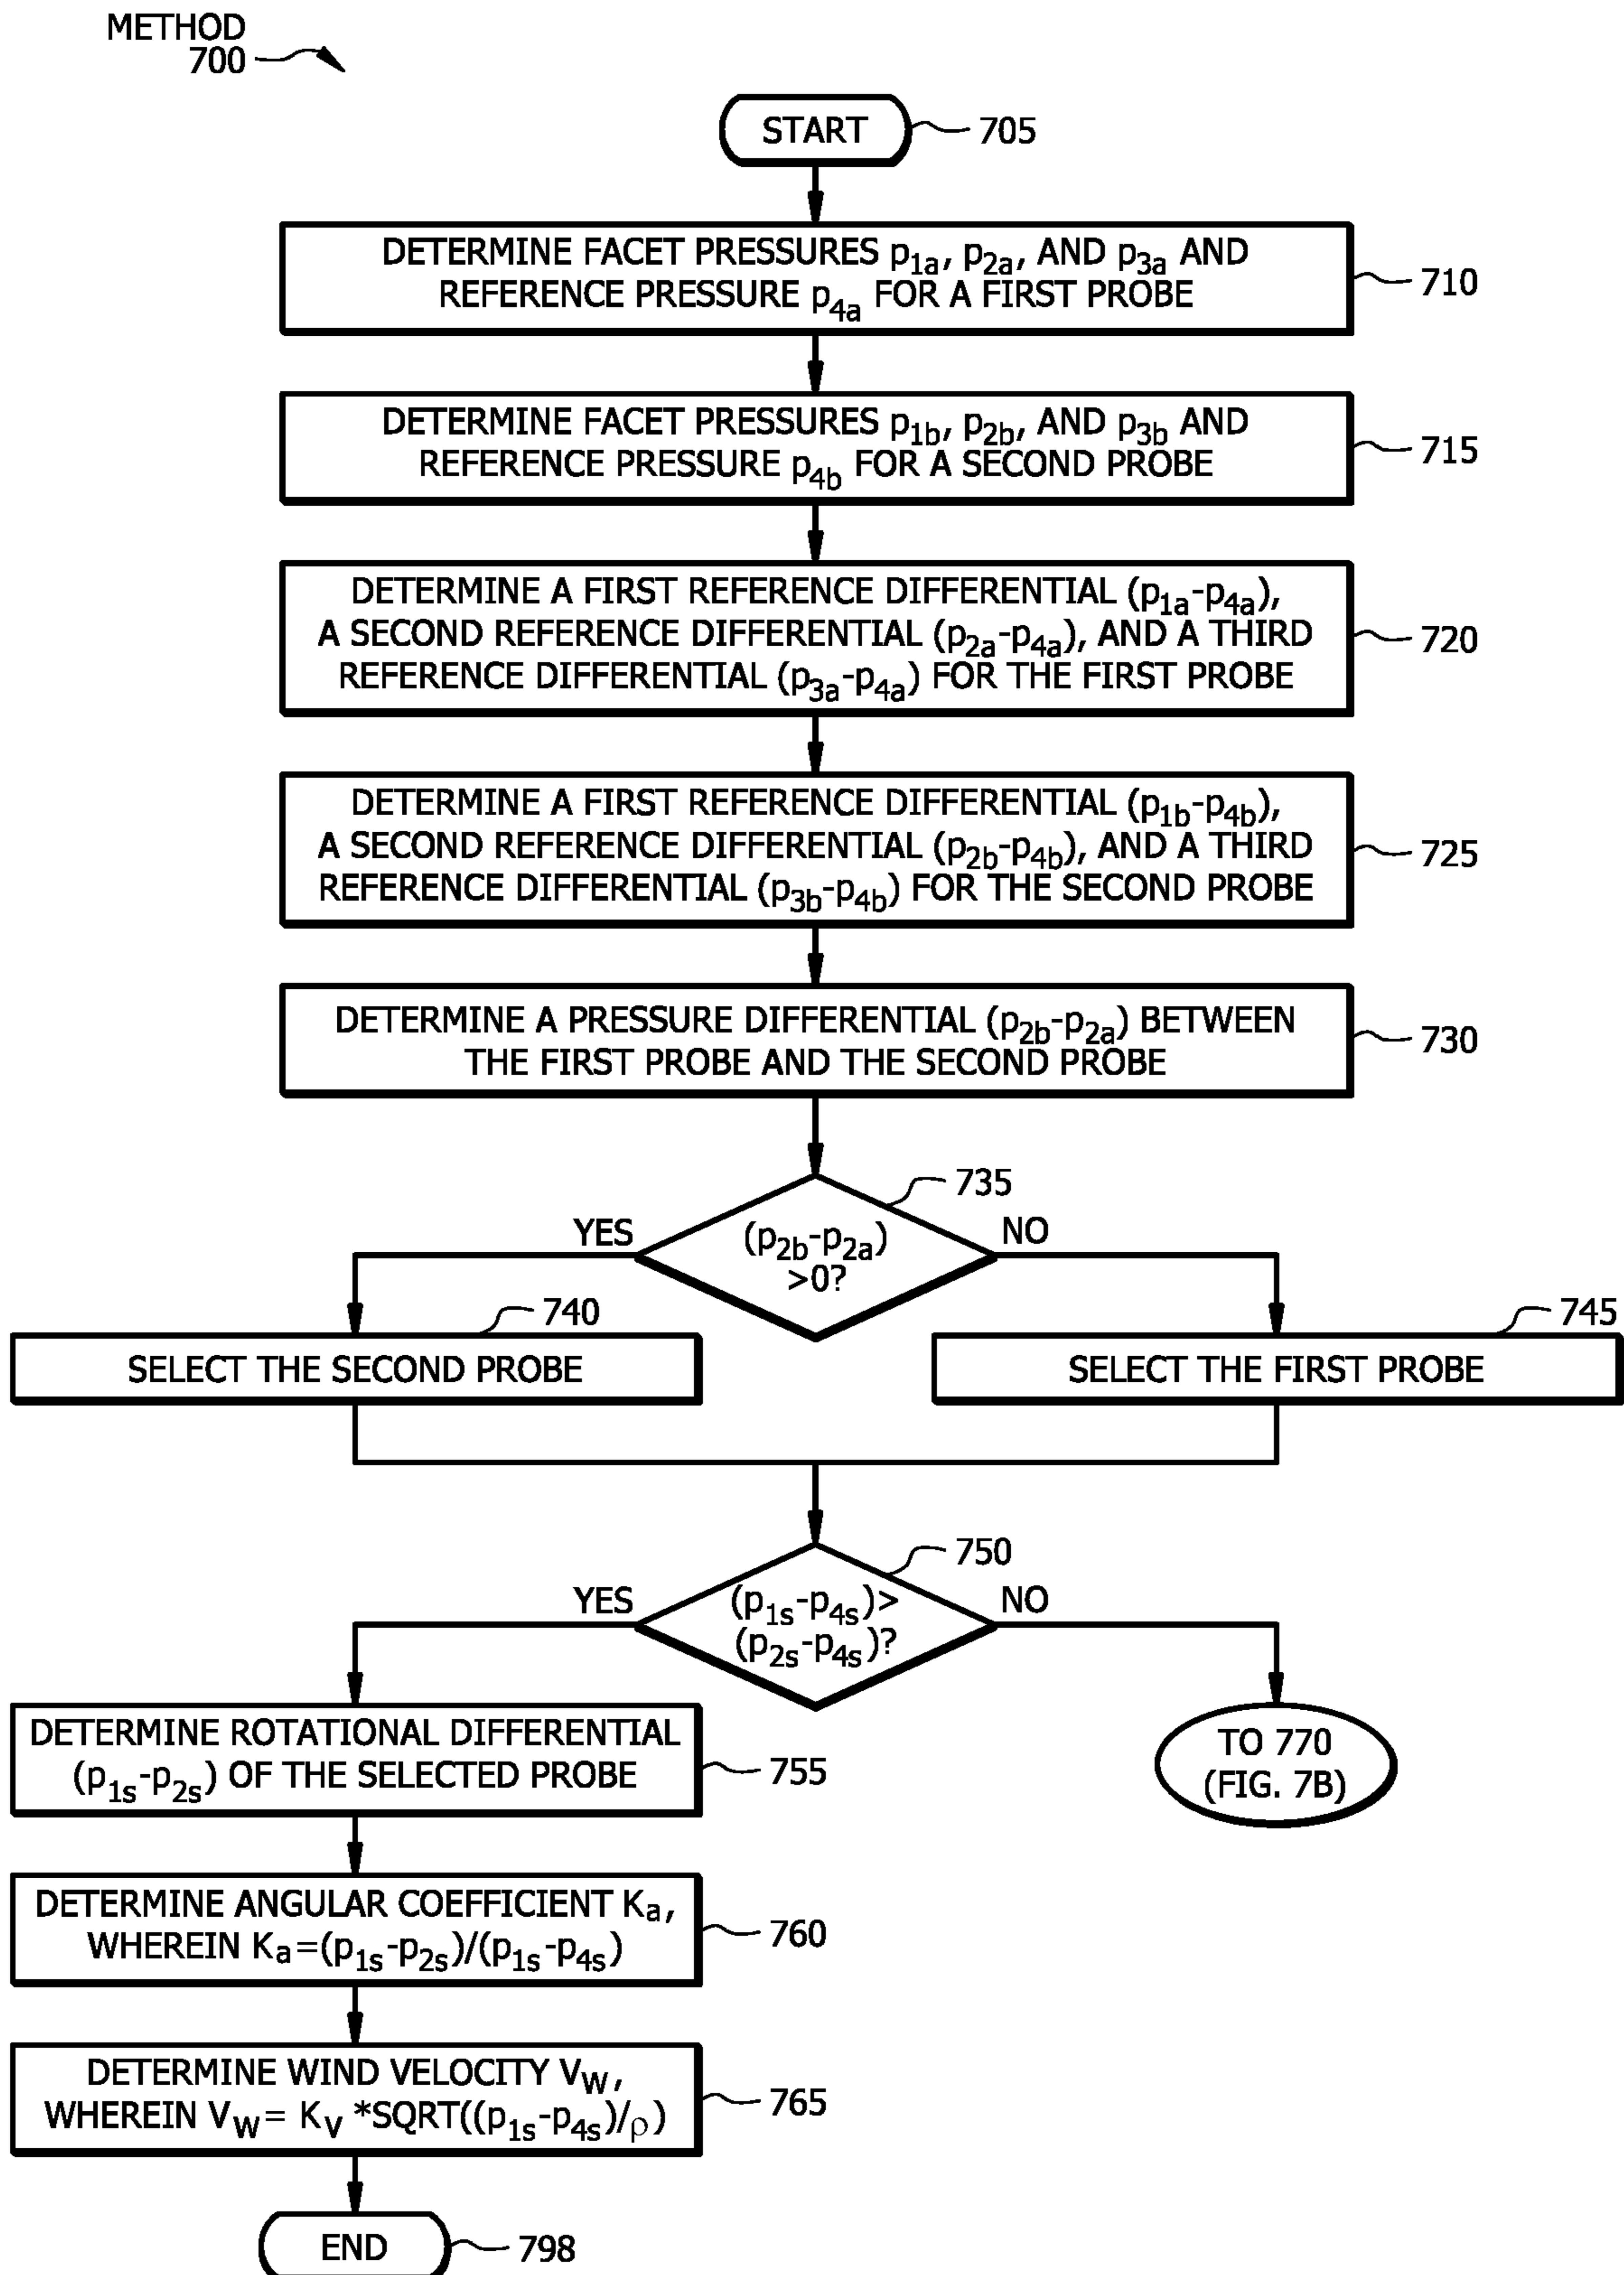 METHOD
700
START
705
DETERMINE FACET PRESSURES p1a, p2a, AND p3a AND
REFERENCE PRESSURE p4a FOR A FIRST PROBE
710
DETERMINE FACET PRESSURES p1b, p2b, AND p3b AND
REFERENCE PRESSURE p4b FOR A SECOND PROBE
715
DETERMINE A FIRST REFERENCE DIFFERENTIAL (p1a-p4a),
A SECOND REFERENCE DIFFERENTIAL (p2a-p4a), AND A THIRD
REFERENCE DIFFERENTIAL (p3a-p4a) FOR THE FIRST PROBE
720
DETERMINE A FIRST REFERENCE DIFFERENTIAL (p1b-p4b),
A SECOND REFERENCE DIFFERENTIAL (p2b-p4b), AND A THIRD
REFERENCE DIFFERENTIAL (p3b-p4b) FOR THE SECOND PROBE
725
DETERMINE A PRESSURE DIFFERENTIAL (p2b-p2a) BETWEEN
THE FIRST PROBE AND THE SECOND PROBE
730
735
YES
(p2b-p2a)
>0?
NO
740
SELECT THE SECOND PROBE
745
SELECT THE FIRST PROBE
750
YES
(p1s-p4s)>
(p2s-p4s)?
NO
DETERMINE ROTATIONAL DIFFERENTIAL
(p1s-p2s) OF THE SELECTED PROBE
755
TO 770
(FIG. 7B)
DETERMINE ANGULAR COEFFICIENT Ka,
WHEREIN Ka=(p1s-p2s)/(p1s-p4s)
760
DETERMINE WIND VELOCITY VW,
WHEREIN VW= KV *SQRT((p1s-p4s)/ρ)
765
END
798